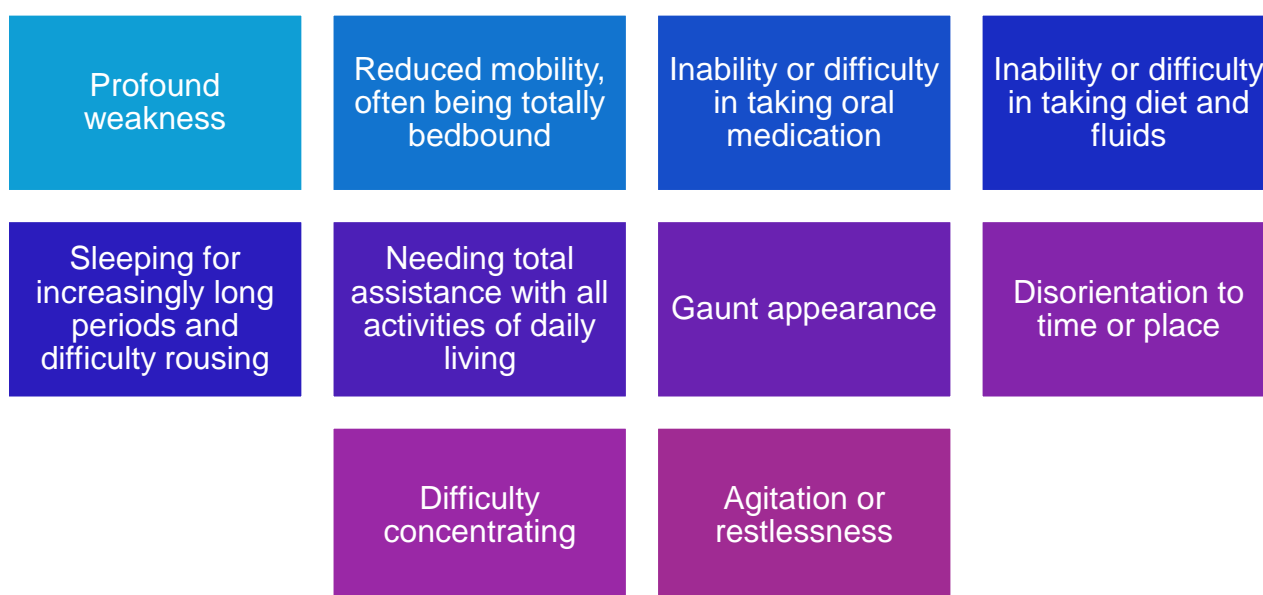 Profound
weakness
Reduced mobility,
often being totally
bedbound
Inability or difficulty
in taking oral
medication
Inability or difficulty
in taking diet and
fluids
Sleeping for
increasingly long
periods and
difficulty rousing
Needing total
assistance with all
activities of daily
living
Gaunt appearance
Disorientation to
time or place
Difficulty
concentrating
Agitation or
restlessness